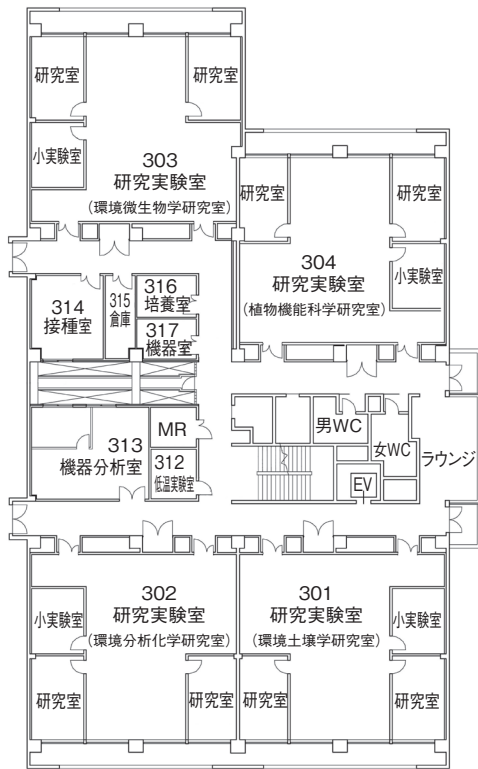 研究室
研究室
小実験室
303
研究実験室
(環境微生物学研究室)
研究室
研究室
304
研究実験室
(植物機能科学研究室)
小実験室
314
接種室
315
倉庫
316
培養室
317
機器室
313
機器分析室
MR
312
低温実験室
男WC
女WC
EV
ラウンジ
302
研究実験室
(環境分析化学研究室)
小実験室
研究室
研究室
301
研究実験室
(環境土壌学研究室)
小実験室
研究室
研究室